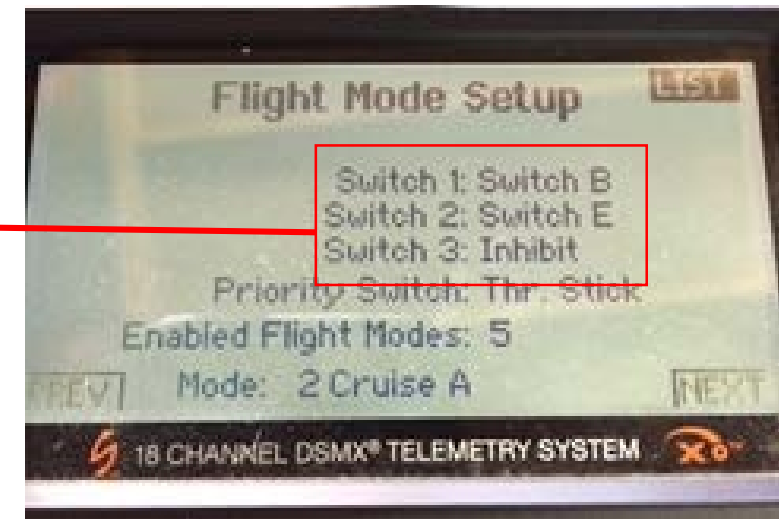 Flight Mode Setup
LIST
Switch 1: Switch B
Switch 2: Switch E
Switch 3: Inhibit
Priority Switch: Thr. Stick
Enabled Flight Modes: 5
PREV
Mode: 2 Cruise A
NEXT
18 CHANNEL DSMX® TELEMETRY SYSTEM